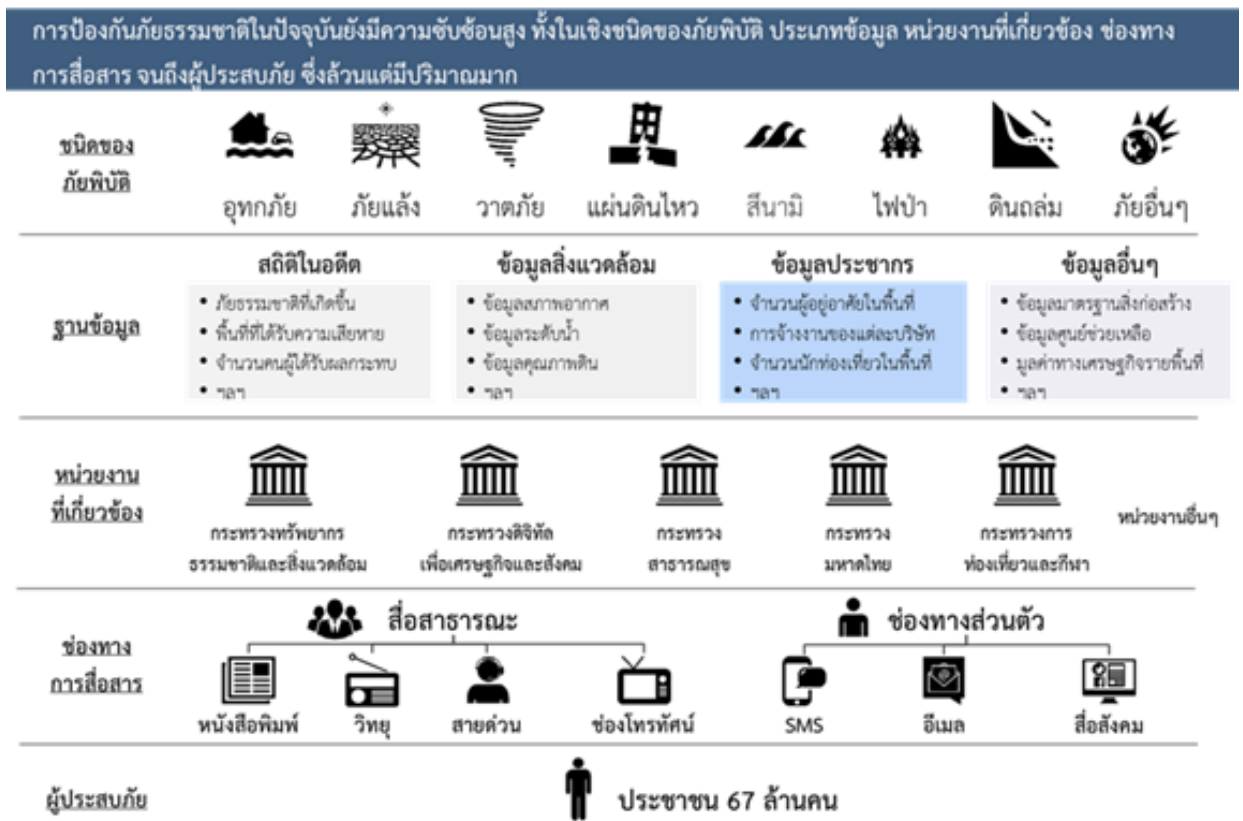 การป้องกันภัยธรรมชาติในปัจจุบันยังมีความซับซ้อนสูง ทั้งในเชิงชนิดของภัยพิบัติ ประเภทข้อมูล หน่วยงานที่เกี่ยวข้อง ช่องทาง
การสื่อสาร จนถึงผู้ประสบภัย ซึ่งล้วนแต่มีปริมาณมาก
ชนิดของ
ภัยพิบัติ
อุทกภัย ภัยแล้ง วาตภัย แผ่นดินไหว สึนามิ ไฟป่า ดินถล่ม ภัยอื่นๆ
ฐานข้อมูล
สถิติในอดีต
• ภัยธรรมชาติที่เกิดขึ้น
• พื้นที่ที่ได้รับความเสียหาย
• จำนวนคนผู้ได้รับผลกระทบ
• ฯลฯ
ข้อมูลสิ่งแวดล้อม
• ข้อมูลสภาพอากาศ
• ข้อมูลระดับน้ำ
• ข้อมูลคุณภาพดิน
• ฯลฯ
ข้อมูลประชากร
• จำนวนผู้อยู่อาศัยในพื้นที่
• การจ้างงานของแต่ละบริษัท
• จำนวนนักท่องเที่ยวในพื้นที่
• ฯลฯ
ข้อมูลอื่นๆ
• ข้อมูลมาตรฐานสิ่งก่อสร้าง
• ข้อมูลศูนย์ช่วยเหลือ
• มูลค่าทางเศรษฐกิจรายพื้นที่
• ฯลฯ
หน่วยงาน
ที่เกี่ยวข้อง
กระทรวงทรัพยากร
ธรรมชาติและสิ่งแวดล้อม
กระทรวงดิจิทัล
เพื่อเศรษฐกิจและสังคม
กระทรวง
สาธารณสุข
กระทรวง
มหาดไทย
กระทรวงการ
ท่องเที่ยวและกีฬา
หน่วยงานอื่นๆ
ช่องทาง
การสื่อสาร
สื่อสาธารณะ
หนังสือพิมพ์ วิทยุ สายด่วน ช่องโทรทัศน์
ช่องทางส่วนตัว
SMS อีเมล สื่อสังคม
ผู้ประสบภัย
ประชาชน 67 ล้านคน